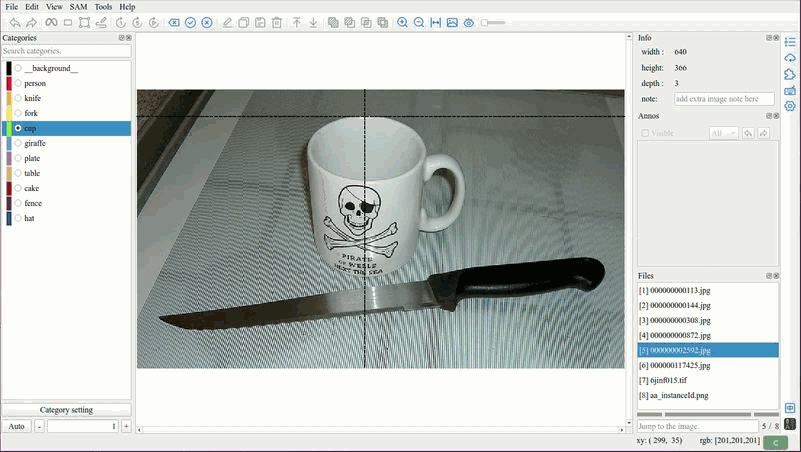 File Edit View SAM Tools Help
Categories
Search categories.
__background__
person
knife
fork
cup
giraffe
plate
table
cake
fence
hat
Category setting
Auto - 1 +
PIRATE
OF WELLS
NEXT THE SEA
Info
width : 640
height: 366
depth : 3
note: add extra image note here
Annos
Visible All
Files
[1] 000000000113.jpg
[2] 000000000144.jpg
[3] 000000000308.jpg
[4] 000000000872.jpg
[5] 000000002592.jpg
[6] 000000117425.jpg
[7] 6jinf015.tif
[8] aa_instanceId.png
Jump to the image. 5 / 8
xy: ( 299, 35) rgb: [201,201,201] C